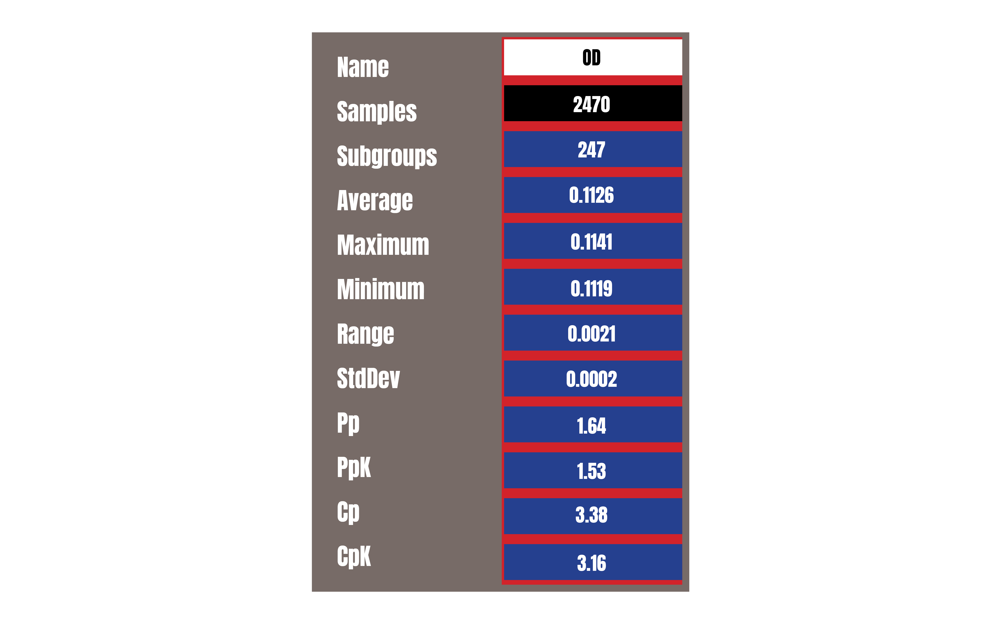 Name OD
Samples 2470
Subgroups 247
Average 0.1126
Maximum 0.1141
Minimum 0.1119
Range 0.0021
StdDev 0.0002
Pp 1.64
PpK 1.53
Cp 3.38
CpK 3.16